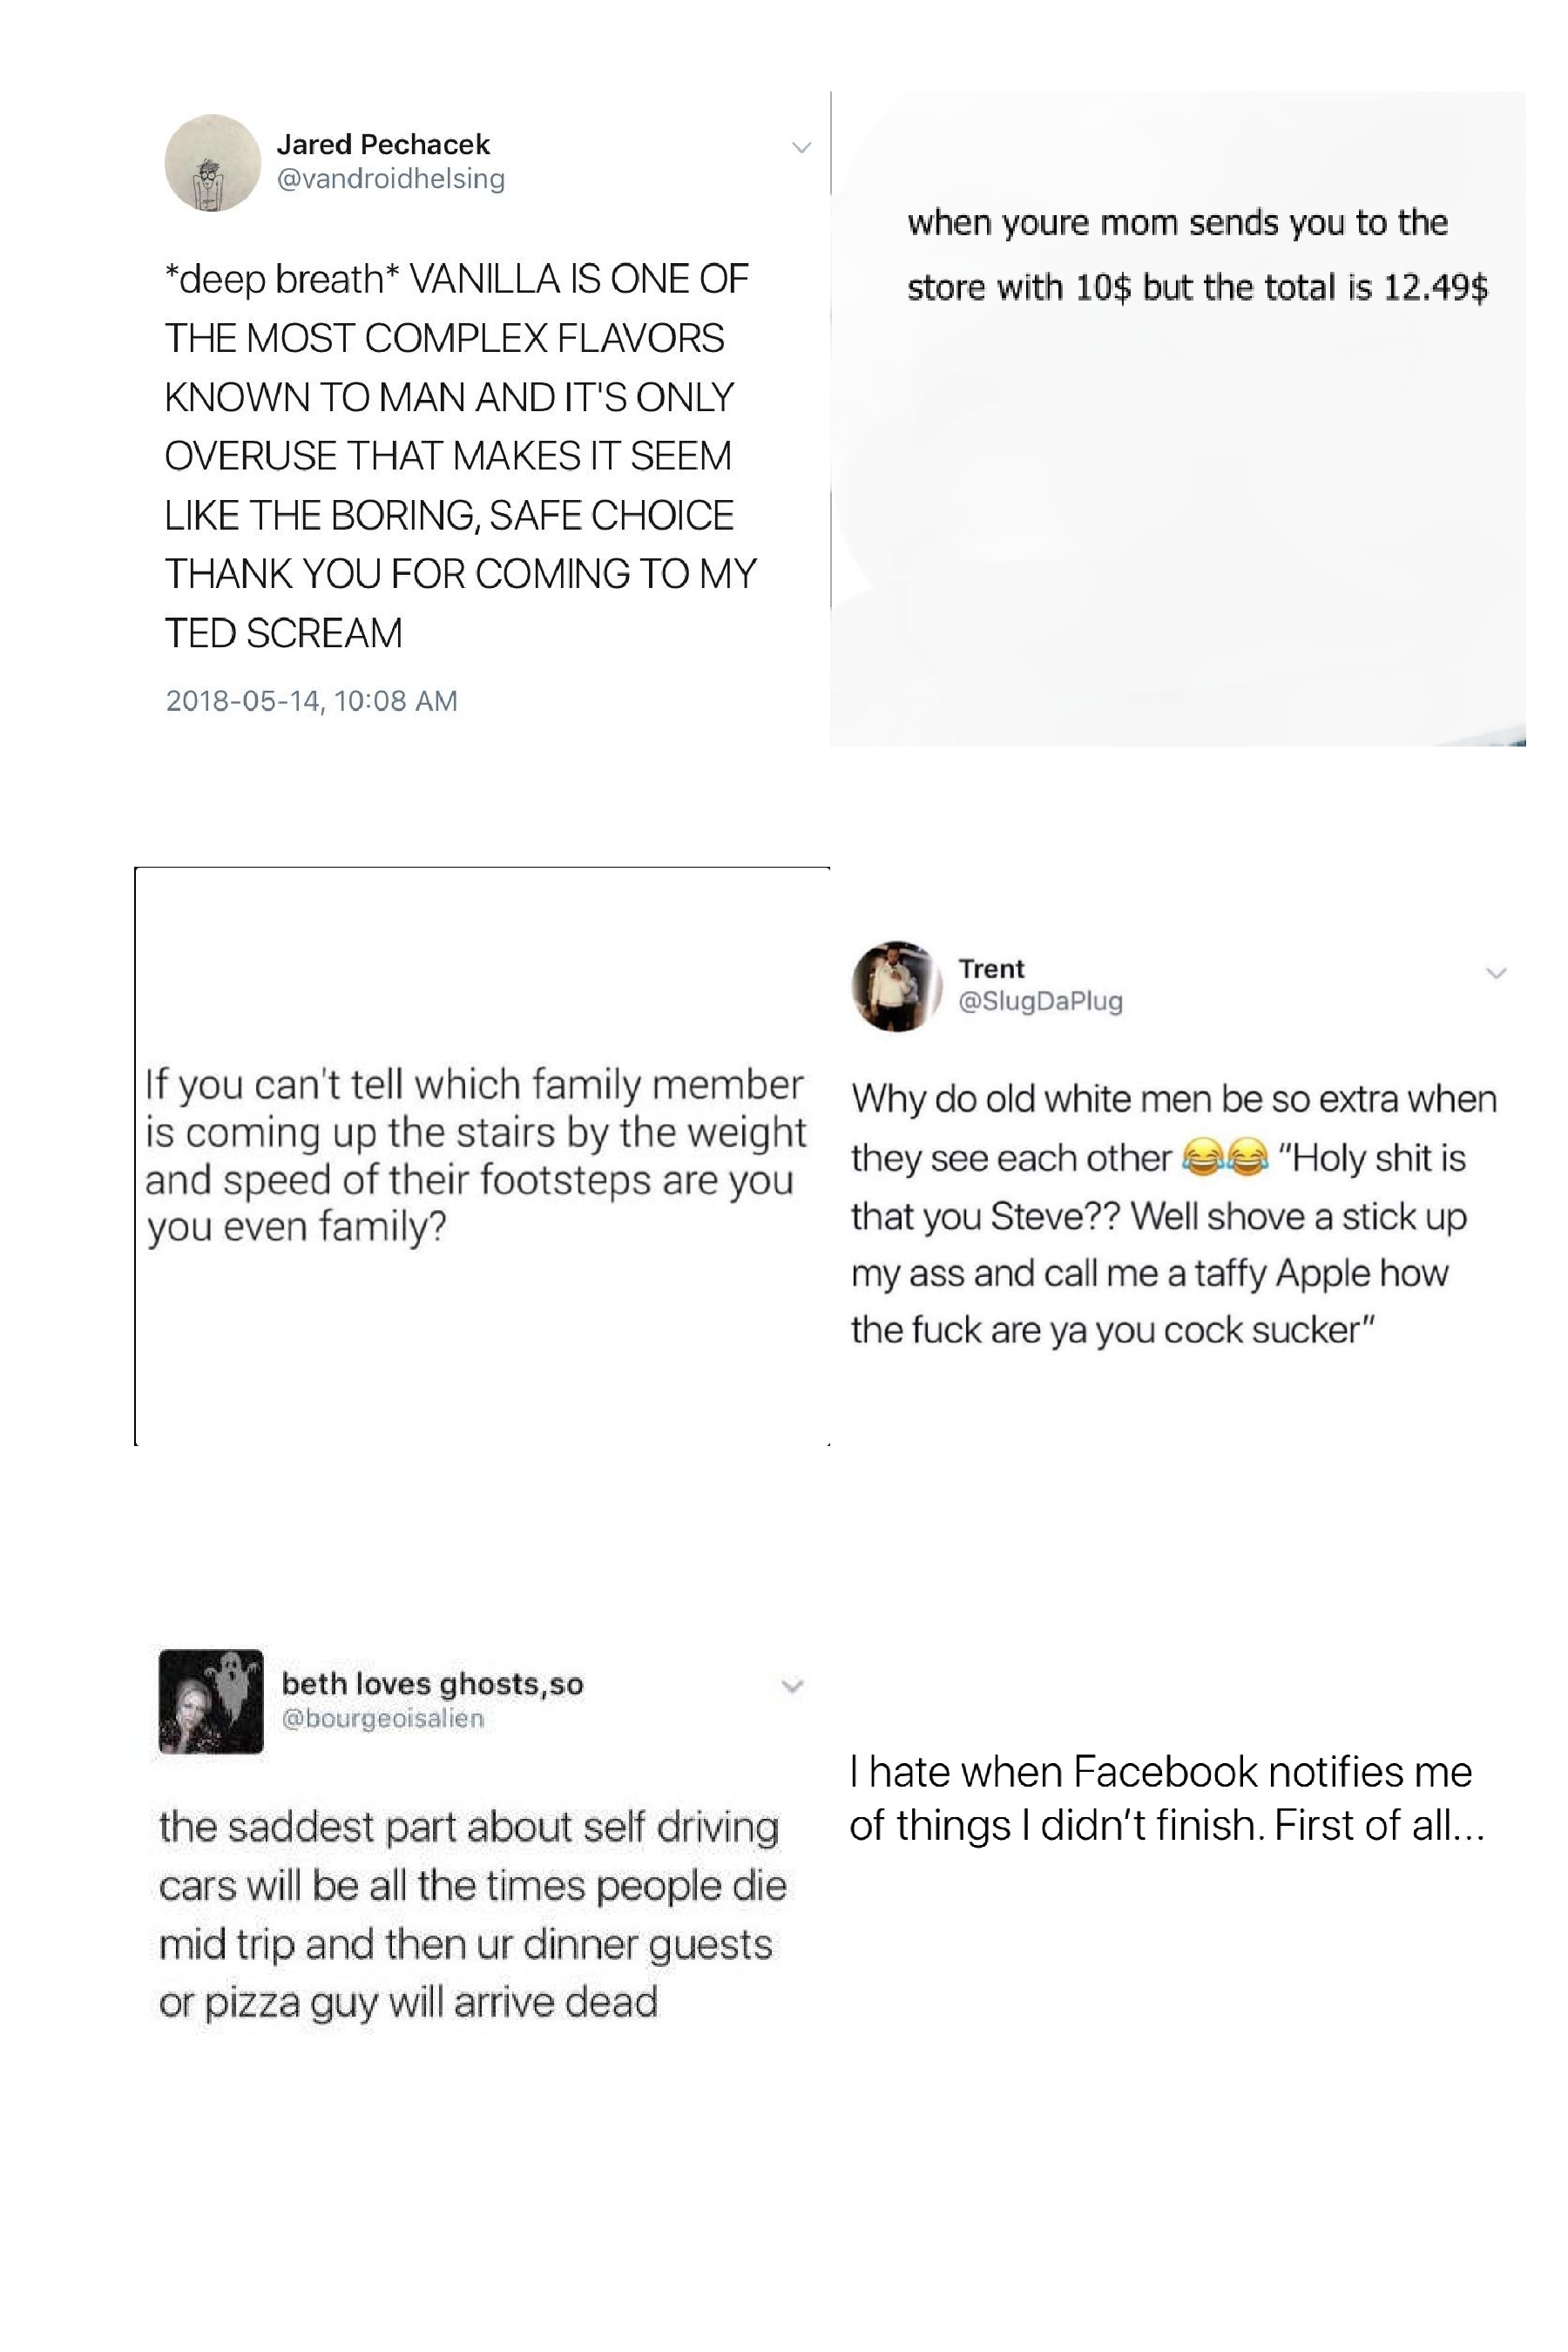 Jared Pechacek
@vandroidhelsing
*deep breath* VANILLA IS ONE OF
THE MOST COMPLEX FLAVORS
KNOWN TO MAN AND IT'S ONLY
OVERUSE THAT MAKES IT SEEM
LIKE THE BORING, SAFE CHOICE
THANK YOU FOR COMING TO MY
TED SCREAM
2018-05-14, 10:08 AM
when youre mom sends you to the
store with 10$ but the total is 12.49$
If you can't tell which family member
is coming up the stairs by the weight
and speed of their footsteps are you
you even family?
Trent
@SlugDaPlug
Why do old white men be so extra when
they see each other 😂😂 "Holy shit is
that you Steve?? Well shove a stick up
my ass and call me a taffy Apple how
the fuck are ya you cock sucker"
beth loves ghosts,so
@bourgeoisalien
the saddest part about self driving
cars will be all the times people die
mid trip and then ur dinner guests
or pizza guy will arrive dead
I hate when Facebook notifies me
of things I didn't finish. First of all...